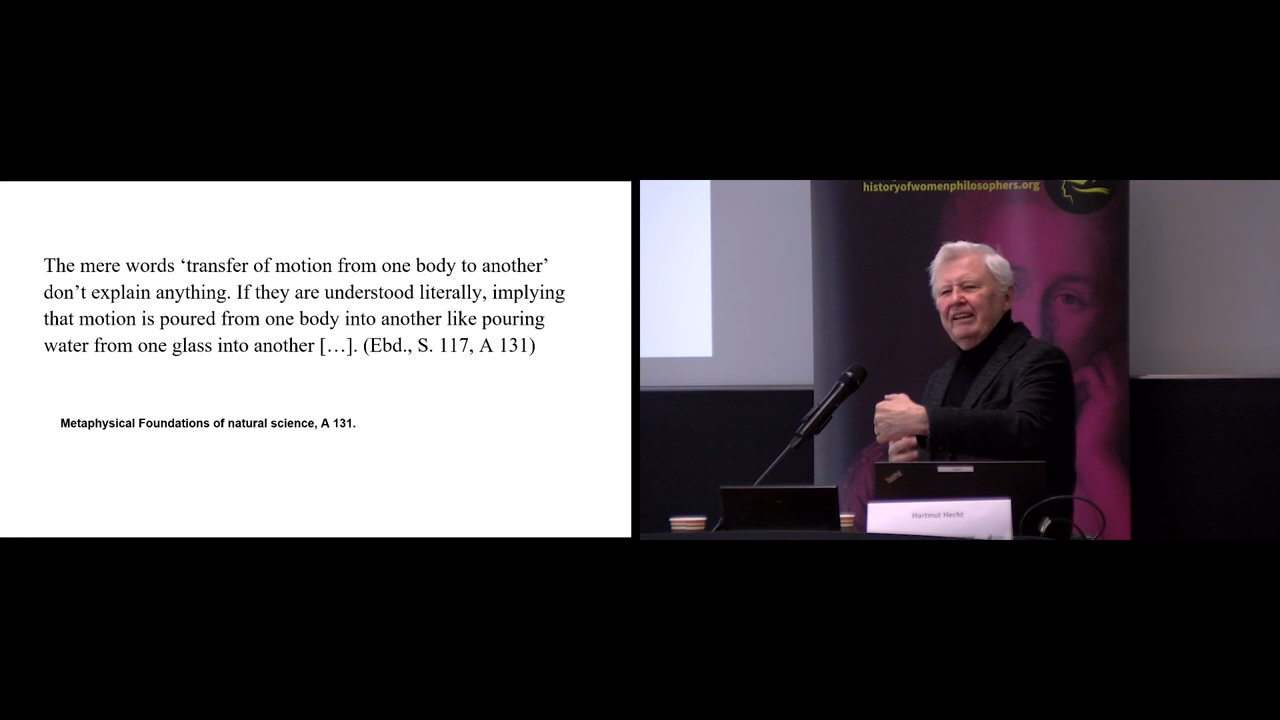 The mere words ‘transfer of motion from one body to another’
don’t explain anything. If they are understood literally, implying
that motion is poured from one body into another like pouring
water from one glass into another […]. (Ebd., S. 117, A 131)
Metaphysical Foundations of natural science, A 131.
historyofwomenphilosophers.org
ThinkPad
Hartmut Hecht